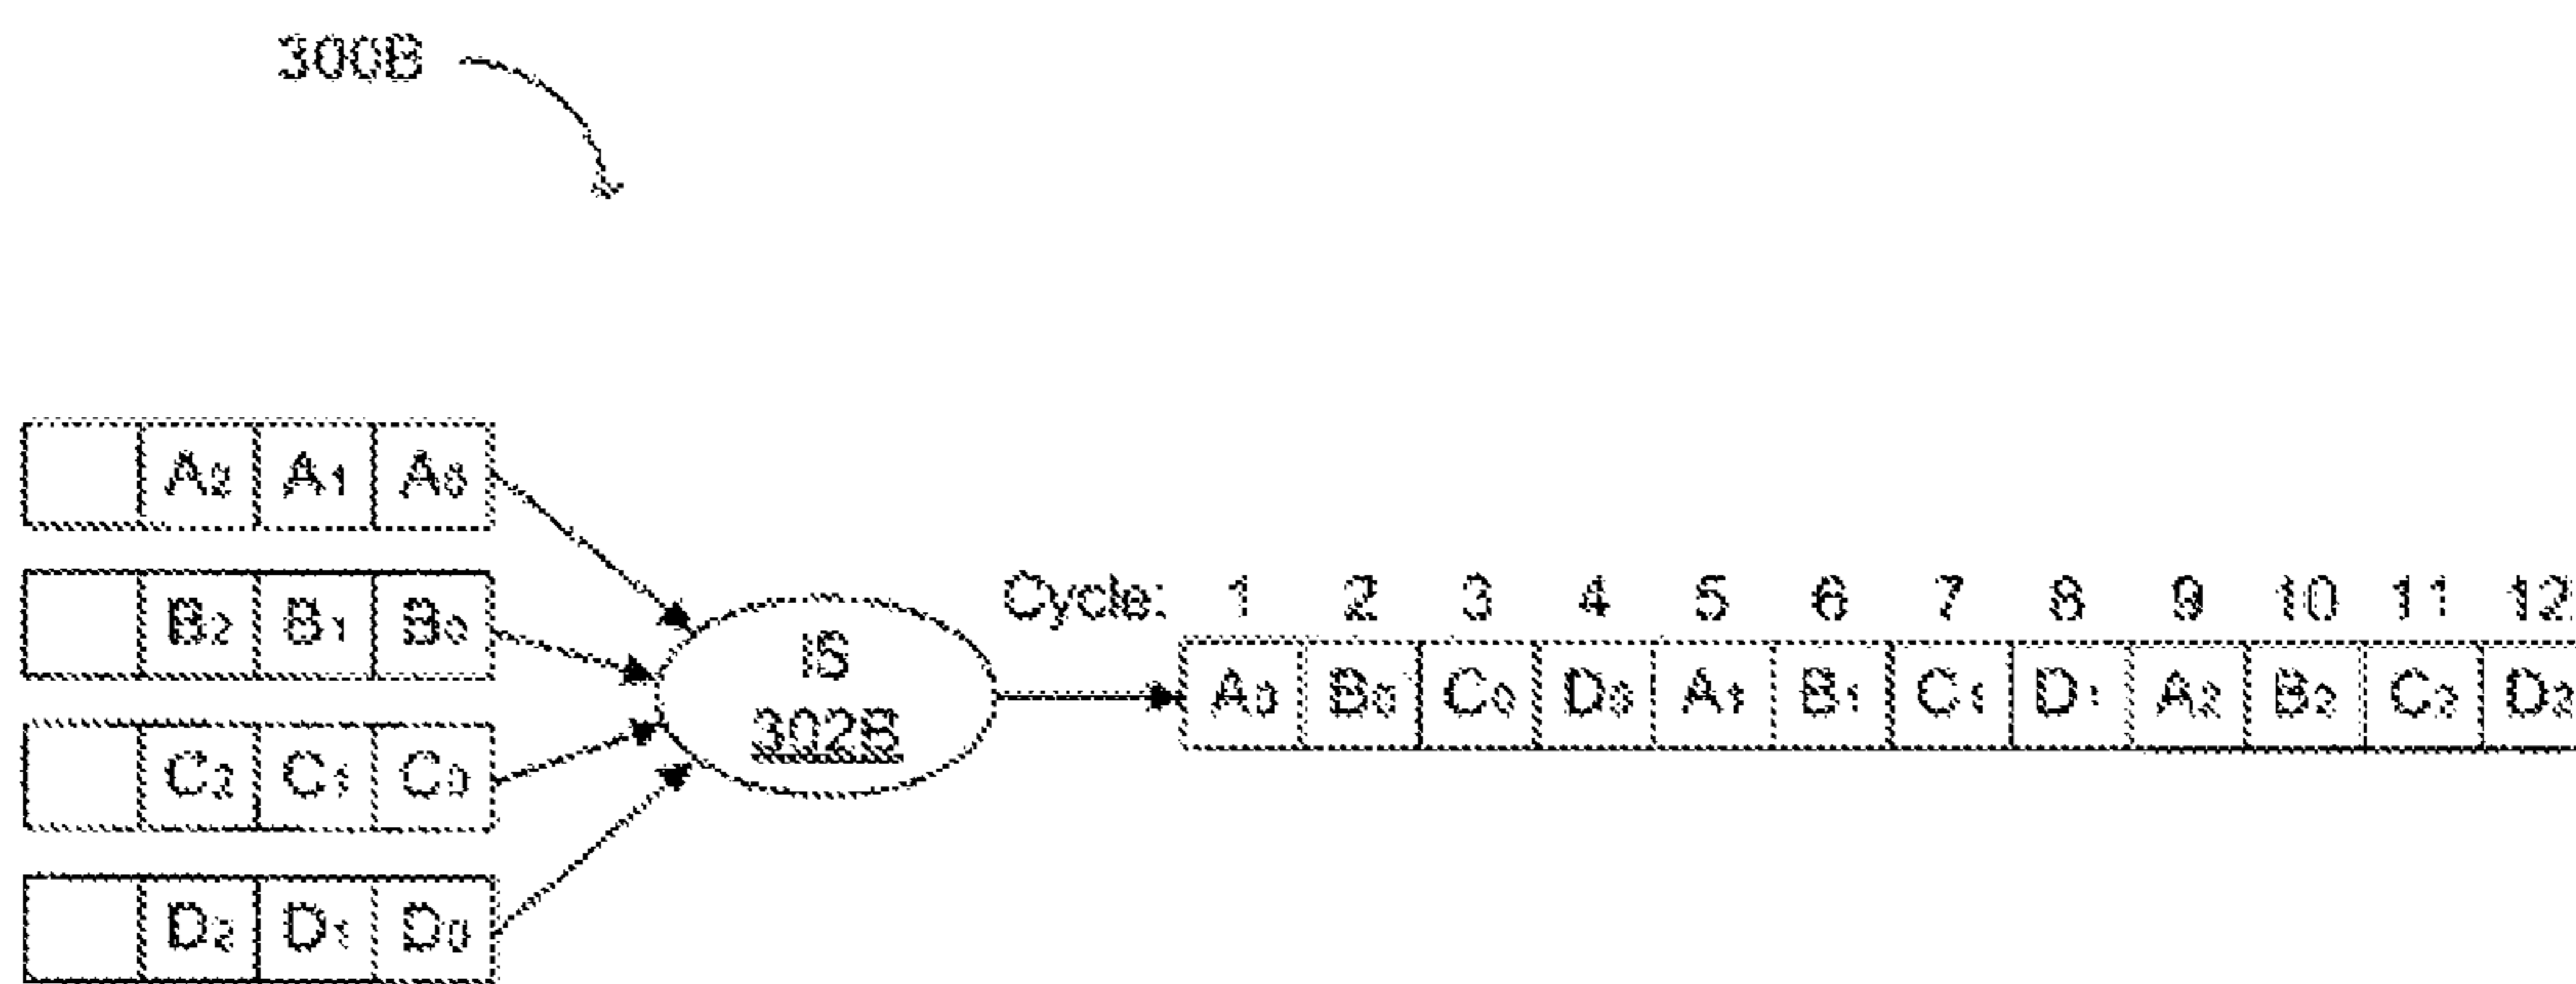 300B
A₂ A₁ A₀
B₂ B₁ B₀
C₂ C₁ C₀
D₂ D₁ D₀
IS
302B
Cycle: 1 2 3 4 5 6 7 8 9 10 11 12
A₀ B₀ C₀ D₀ A₁ B₁ C₁ D₁ A₂ B₂ C₂ D₂